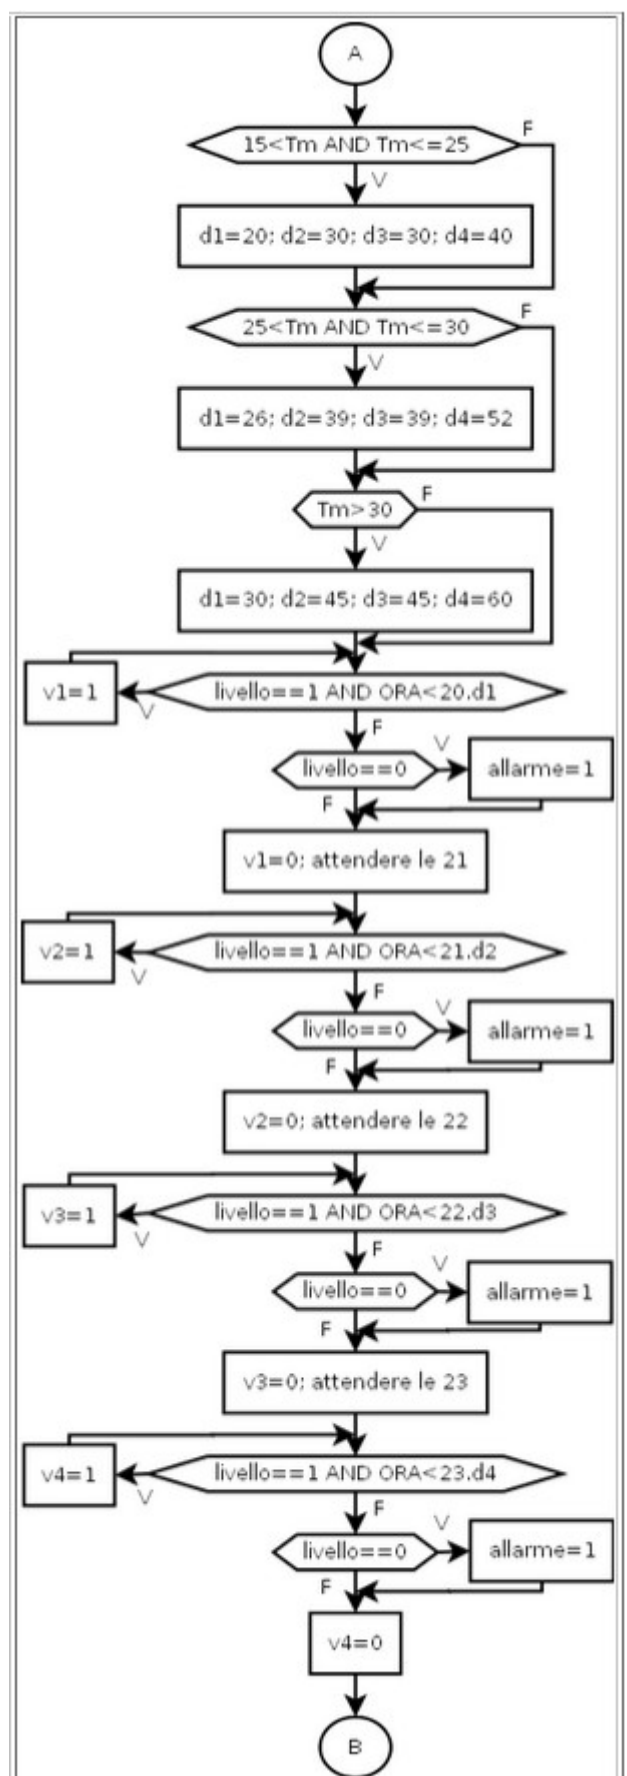 A
15<Tm AND Tm<=25
F
V
d1=20; d2=30; d3=30; d4=40
25<Tm AND Tm<=30
F
V
d1=26; d2=39; d3=39; d4=52
Tm>30
F
V
d1=30; d2=45; d3=45; d4=60
v1=1
V
livello==1 AND ORA<20.d1
F
livello==0
V
allarme=1
F
v1=0; attendere le 21
v2=1
V
livello==1 AND ORA<21.d2
F
livello==0
V
allarme=1
F
v2=0; attendere le 22
v3=1
V
livello==1 AND ORA<22.d3
F
livello==0
V
allarme=1
F
v3=0; attendere le 23
v4=1
V
livello==1 AND ORA<23.d4
F
livello==0
V
allarme=1
F
v4=0
B